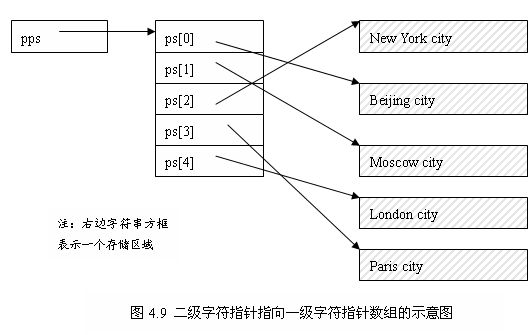 pps
ps[0]
ps[1]
ps[2]
ps[3]
ps[4]
New York city
Beijing city
Moscow city
London city
Paris city
注：右边字符串方框
表示一个存储区域
图 4.9 二级字符指针指向一级字符指针数组的示意图